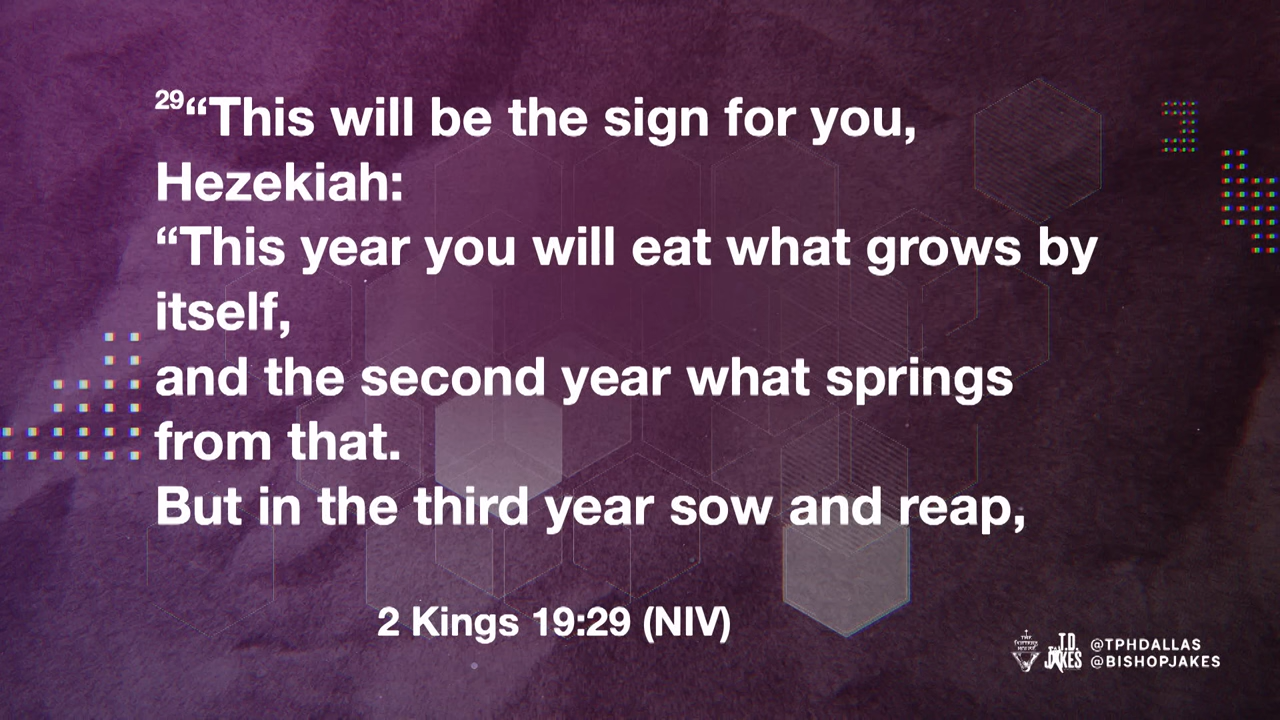 29“This will be the sign for you,
Hezekiah:
“This year you will eat what grows by
itself,
and the second year what springs
from that.
But in the third year sow and reap,
2 Kings 19:29 (NIV)
T.D.
JAKES
@TPHDALLAS
@BISHOPJAKES